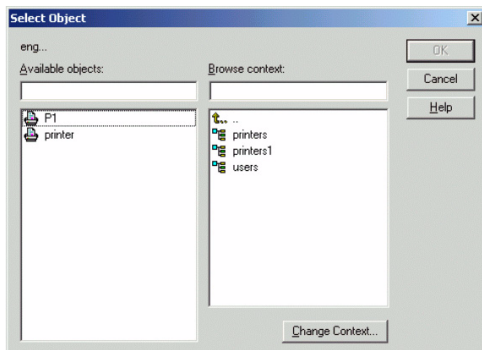 Select Object
eng...
Available objects:
Browse context:
P1
printer
..
printers
printers1
users
OK
Cancel
Help
Change Context...